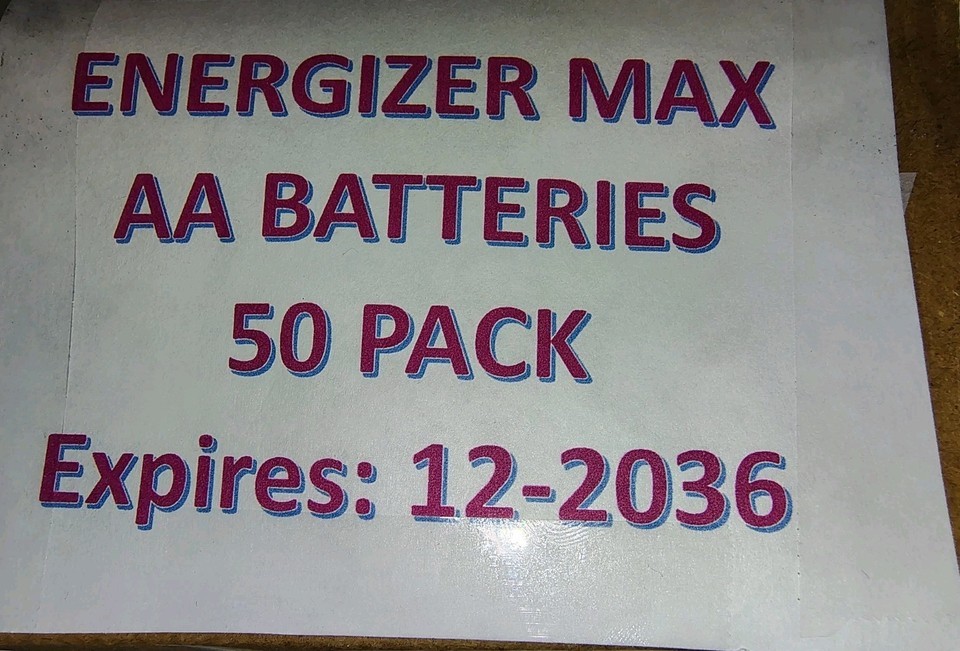 ENERGIZER MAX
AA BATTERIES
50 PACK
Expires: 12-2036